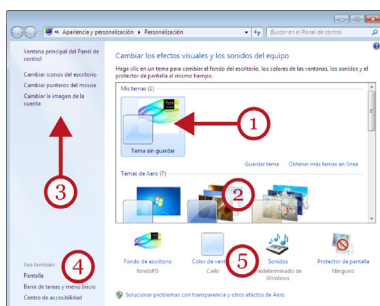 « Apariencia y personalización ▸ Personalización
Buscar en el Panel de control
Ventana principal del Panel de
control
Cambiar iconos del escritorio
Cambiar punteros del mouse
Cambiar la imagen de la
cuenta
3
4
Vea también
Pantalla
Barra de tareas y menú Inicio
Centro de accesibilidad
Cambiar los efectos visuales y los sonidos del equipo
Haga clic en un tema para cambiar el fondo del escritorio, los colores de las ventanas, los sonidos y el
protector de pantalla al mismo tiempo.
Mis temas (1)
1
Tema sin guardar
Guardar tema Obtener más temas en línea
Temas de Aero (7)
2
Fondo de escritorio
fondoFO
Color de
Cielo
5
Sonidos
Windows
Protector de pantalla
Ninguno
Solucionar problemas con transparencia y otros efectos de Aero